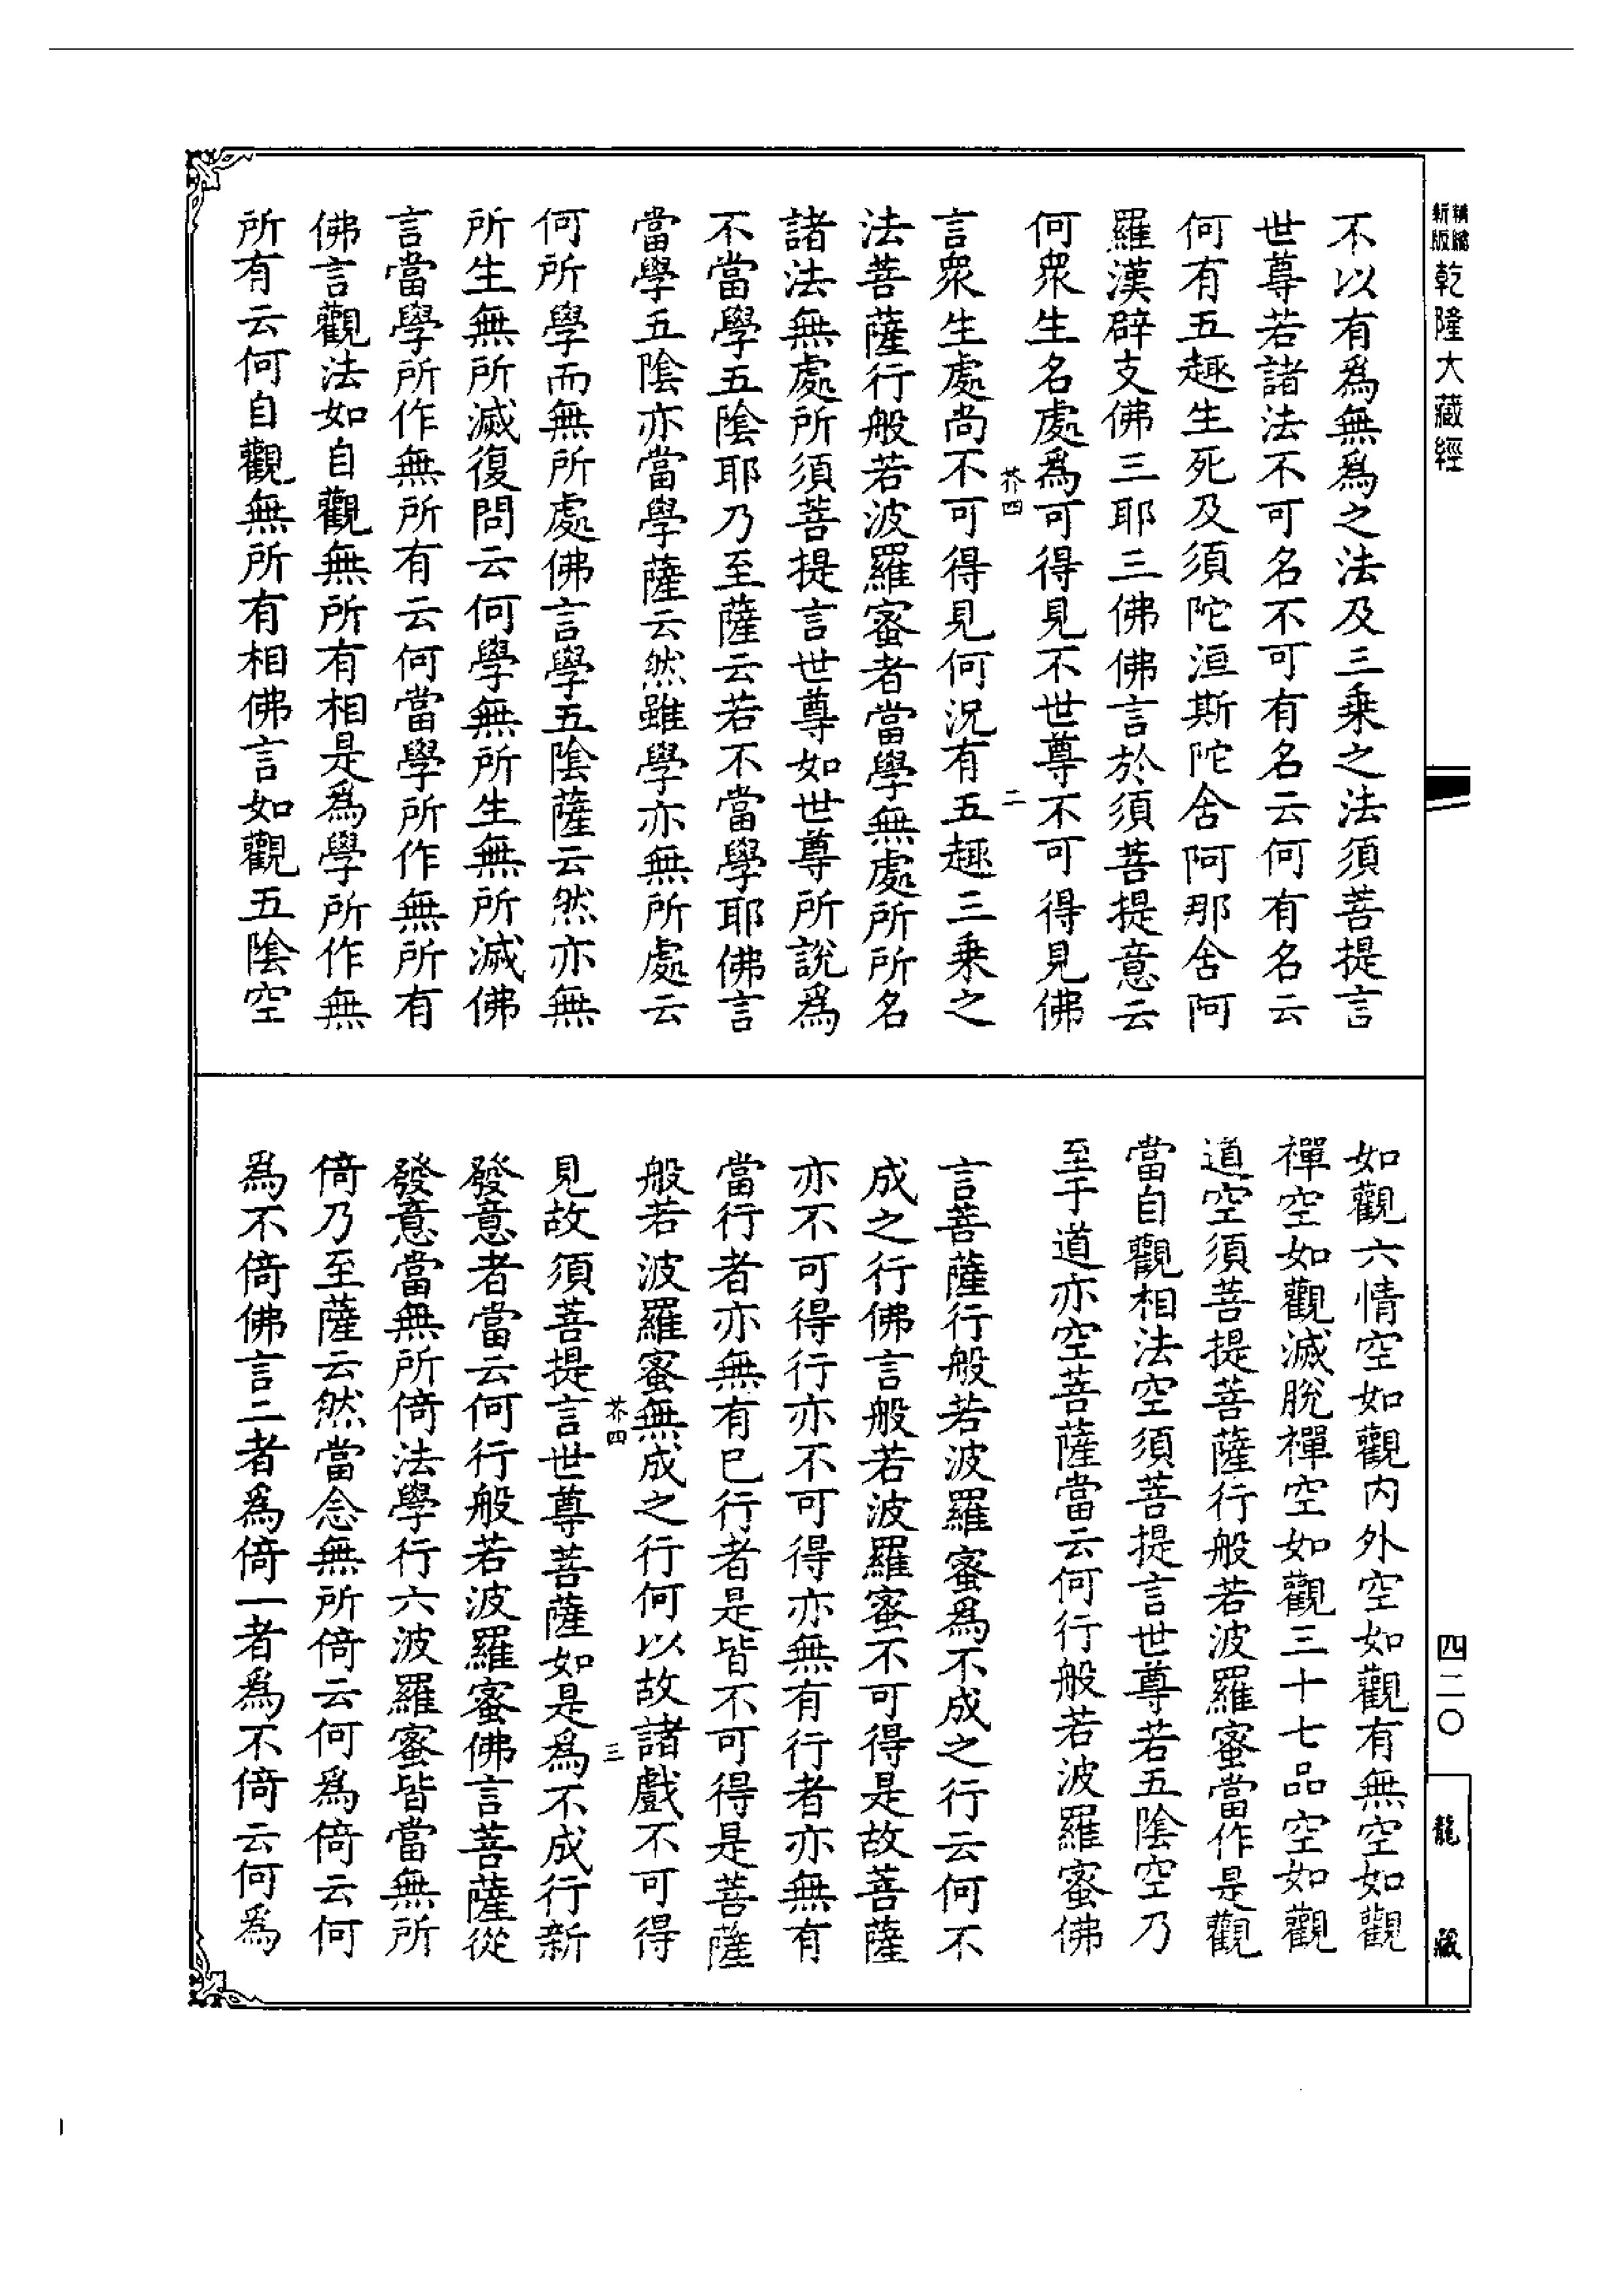 新編
縮版
乾隆大藏經
不以有為無為之法及三乘之法須菩提言
世尊若諸法不可名不可有名云何有名云
何有五趣生死及須陀洹斯陀舍阿那舍阿
羅漢辟支佛三耶三佛佛言於須菩提意云
何眾生名處為可得見不世尊不可得見佛
芥四
二
言眾生處尚不可得見何況有五趣三乘之
法菩薩行般若波羅蜜者當學無處所所名
諸法無處所須菩提言世尊如世尊所說為
不當學五陰耶乃至薩云若不當學耶佛言
當學五陰亦當學薩云然雖學亦無所處云
何所學而無所處佛言學五陰薩云然亦無
所生無所滅復問云何學無所生無所滅佛
言當學所作無所有云何當學所作無所有
佛言觀法如自觀無所有相是為學所作無
所有云何自觀無所有相佛言如觀五陰空
如觀六情空如觀內外空如觀有無空如觀
禪空如觀滅脫禪空如觀三十七品空如觀
道空須菩提菩薩行般若波羅蜜當作是觀
當自觀相法空須菩提言世尊若五陰空乃
至于道亦空菩薩當云何行般若波羅蜜佛
言菩薩行般若波羅蜜為不成之行云何不
成之行佛言般若波羅蜜不可得是故菩薩
亦不可得行亦不可得亦無有行者亦無有
當行者亦無有已行者是皆不可得是菩薩
般若波羅蜜無成之行何以故諸戲不可得
芥四
三
見故須菩提言世尊菩薩如是為不成行新
發意者當云何行般若波羅蜜佛言菩薩從
發意當無所倚法學行六波羅蜜皆當無所
倚乃至薩云然當念無所倚云何為倚云何
為不倚佛言二者為倚一者為不倚云何為
四二〇
龍藏